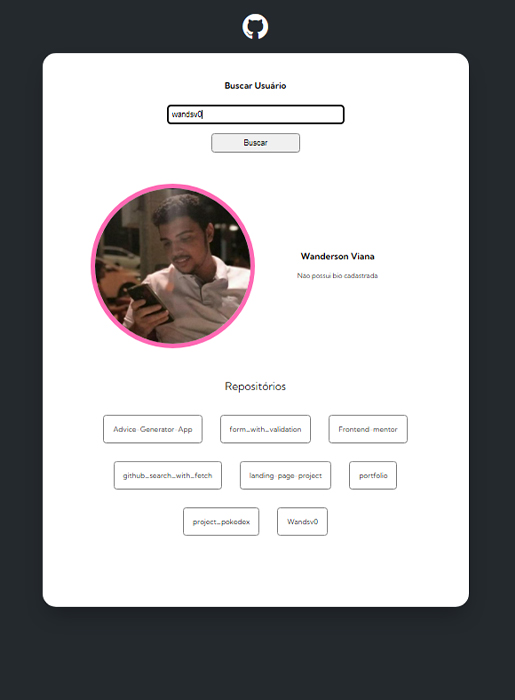 Buscar Usuário
wandsv0
Buscar
Wanderson Viana
Não possui bio cadastrada
Repositórios
Advice-Generator-App
form_with_validation
Frontend-mentor
github_search_with_fetch
landing-page-project
portfolio
project_pokedex
Wandsv0